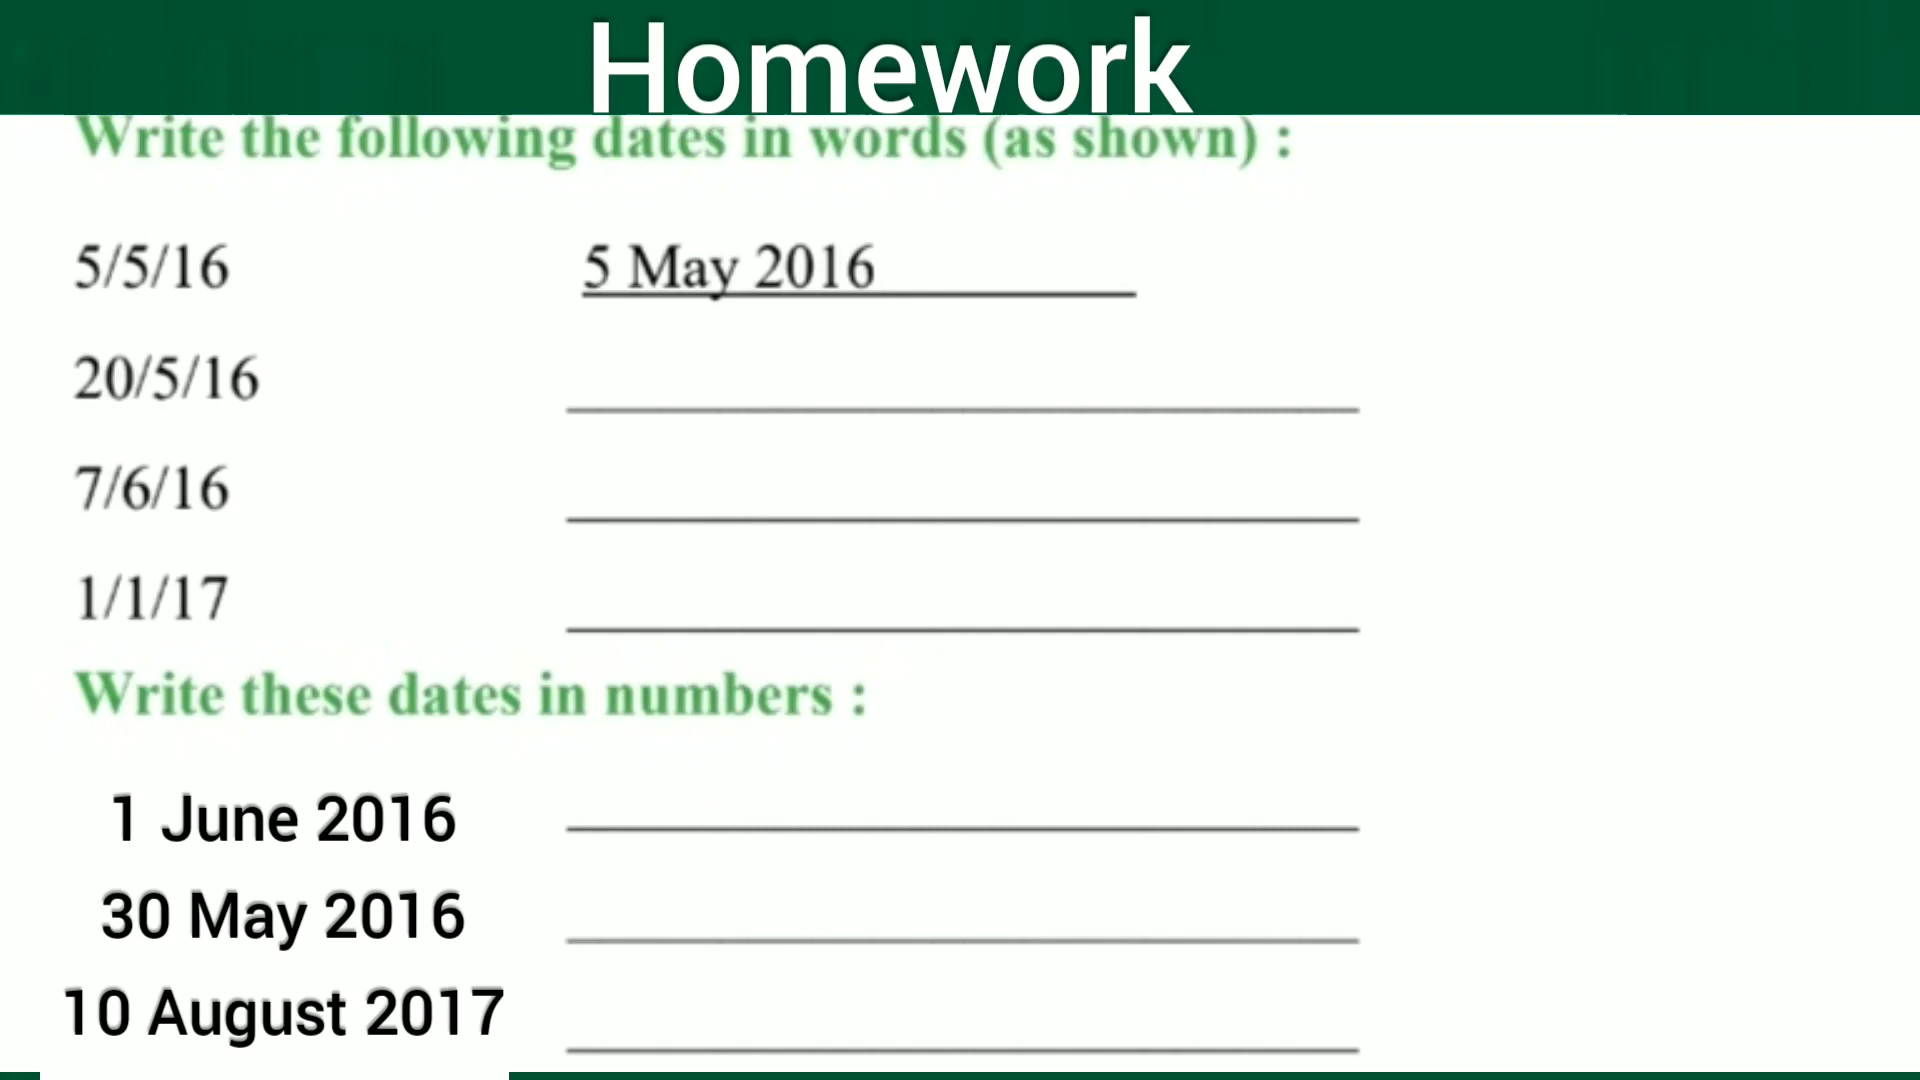 Homework
Write the following dates in words (as shown) :
5/5/16 5 May 2016
20/5/16
7/6/16
1/1/17
Write these dates in numbers :
1 June 2016
30 May 2016
10 August 2017